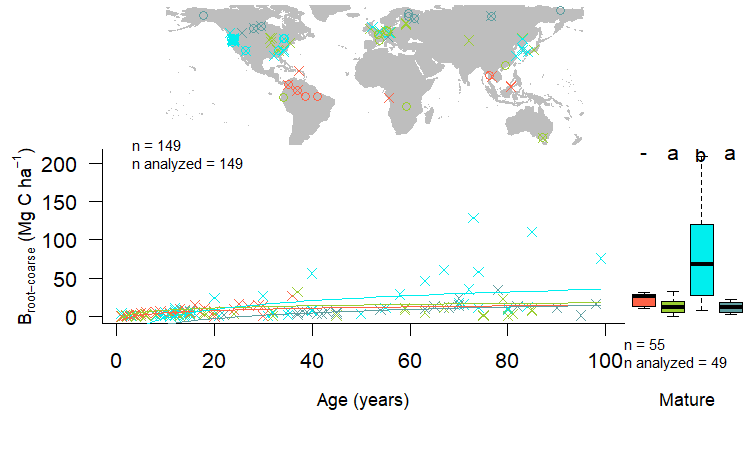 n = 149
n analyzed = 149
- a b a
B root−coarse (Mg C ha−1)
200
150
100
50
0
0 20 40 60 80 100
n = 55
n analyzed = 49
Age (years)
Mature